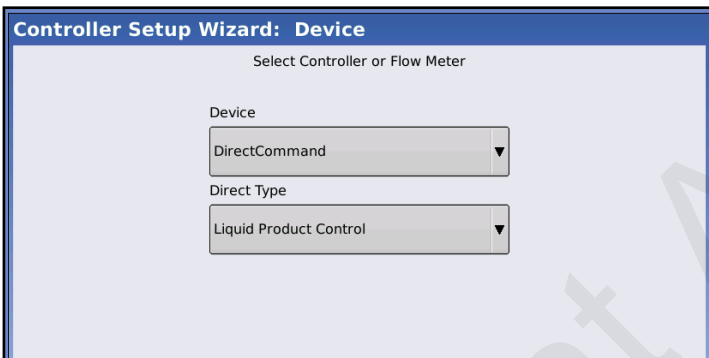 Controller Setup Wizard: Device
Select Controller or Flow Meter
Device
DirectCommand
Direct Type
Liquid Product Control